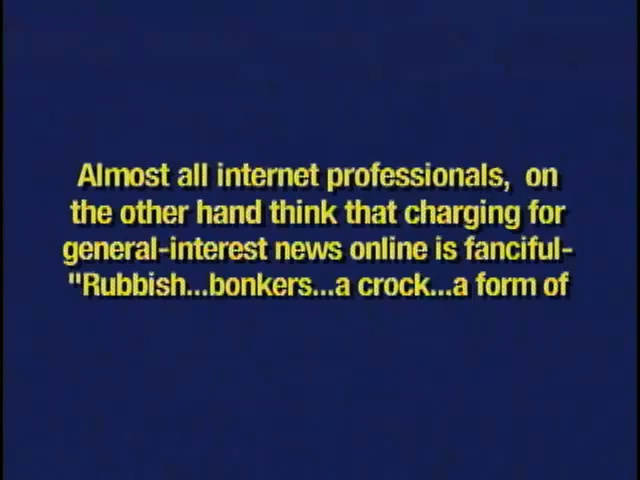 Almost all internet professionals,  on
the other hand think that charging for
general-interest news online is fanciful-
"Rubbish...bonkers...a crock...a form of